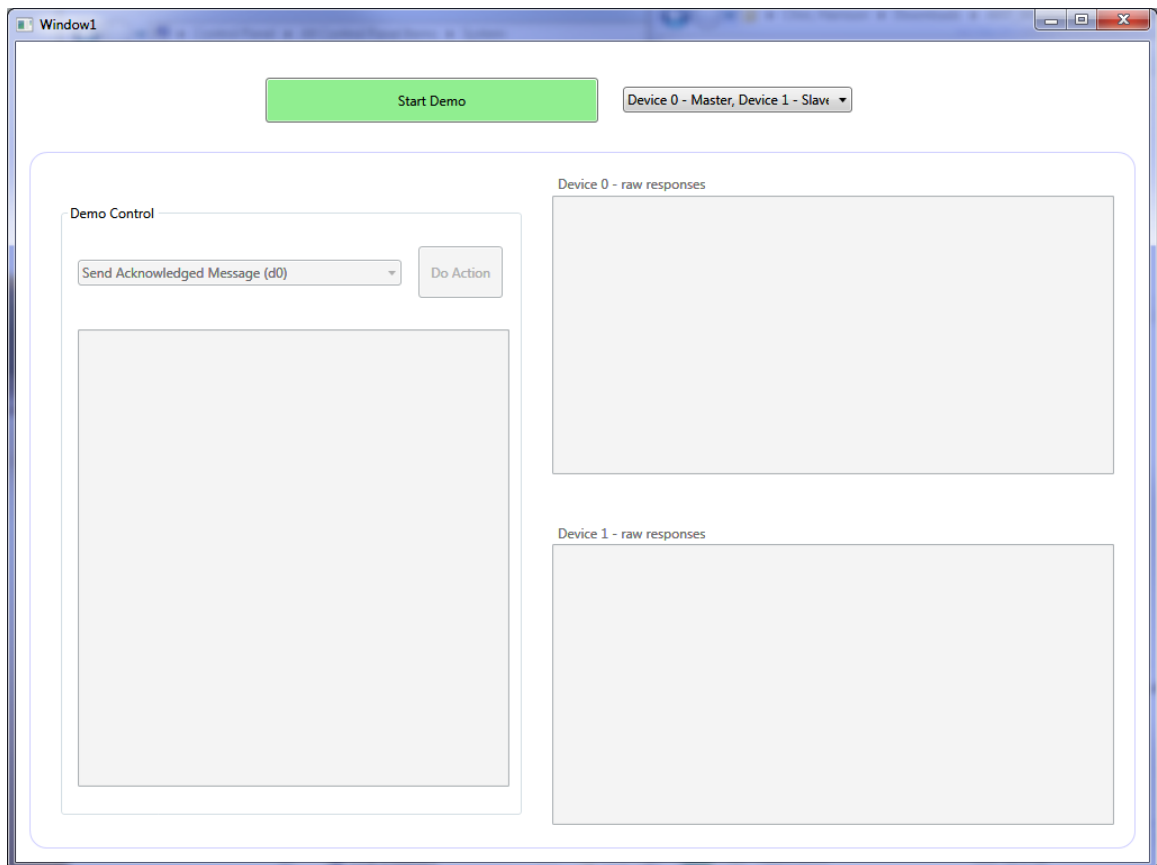 Window1
Start Demo
Device 0 - Master, Device 1 - Slave
Device 0 - raw responses
Demo Control
Send Acknowledged Message (d0)
Do Action
Device 1 - raw responses